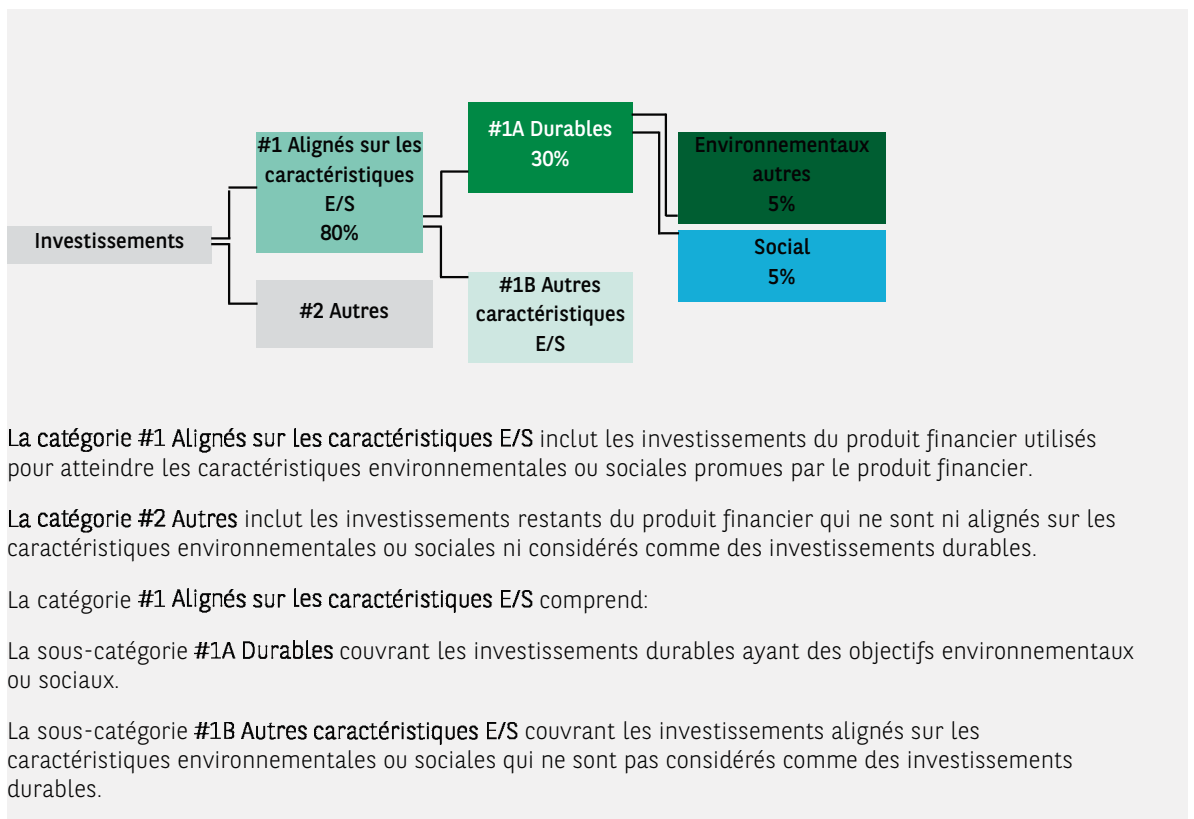 #1 Alignés sur les
caractéristiques
E/S
80%
#1A Durables
30%
Environnementaux
autres
5%
Investissements
Social
5%
#2 Autres
#1B Autres
caractéristiques
E/S
La catégorie #1 Alignés sur les caractéristiques E/S inclut les investissements du produit financier utilisés
pour atteindre les caractéristiques environnementales ou sociales promues par le produit financier.
La catégorie #2 Autres inclut les investissements restants du produit financier qui ne sont ni alignés sur les
caractéristiques environnementales ou sociales ni considérés comme des investissements durables.
La catégorie #1 Alignés sur les caractéristiques E/S comprend:
La sous-catégorie #1A Durables couvrant les investissements durables ayant des objectifs environnementaux
ou sociaux.
La sous-catégorie #1B Autres caractéristiques E/S couvrant les investissements alignés sur les
caractéristiques environnementales ou sociales qui ne sont pas considérés comme des investissements
durables.